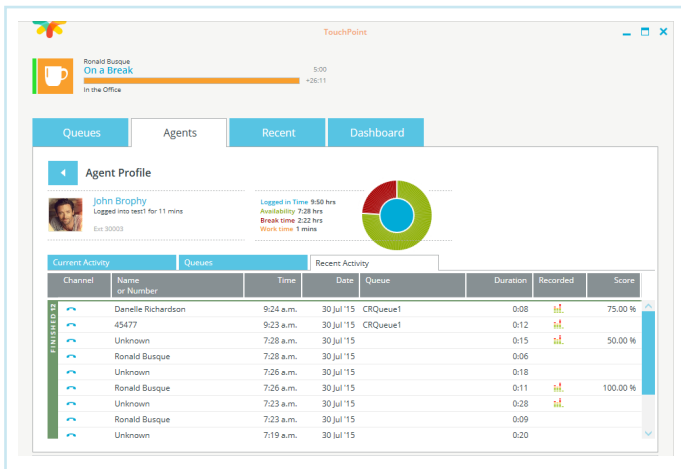 TouchPoint
Ronald Busque
On a Break
5:00
+26:11
In the Office
Queues Agents Recent Dashboard
Agent Profile
John Brophy
Logged into test1 for 11 mins
Ext 30003
Logged in Time 9:50 hrs
Availability 7:28 hrs
Break time 2:22 hrs
Work time 1 mins
Current Activity Queues Recent Activity
Channel Name or Number Time Date Queue Duration Recorded Score
FINISHED 12
Danelle Richardson 9:24 a.m. 30 Jul '15 CRQueue1 0:08 75.00 %
45477 9:23 a.m. 30 Jul '15 CRQueue1 0:12
Unknown 7:28 a.m. 30 Jul '15 0:15 50.00 %
Ronald Busque 7:28 a.m. 30 Jul '15 0:06
Unknown 7:26 a.m. 30 Jul '15 0:18
Ronald Busque 7:26 a.m. 30 Jul '15 0:11 100.00 %
Unknown 7:23 a.m. 30 Jul '15 0:28
Ronald Busque 7:23 a.m. 30 Jul '15 0:09
Unknown 7:19 a.m. 30 Jul '15 0:20